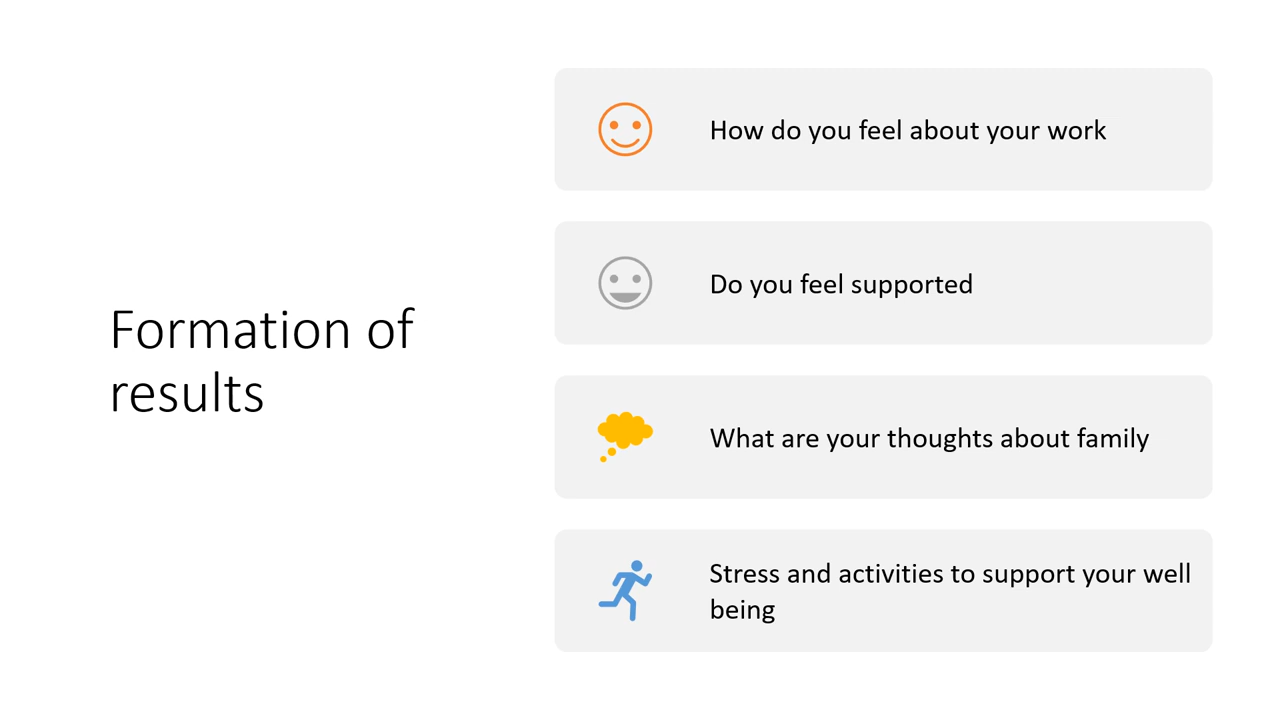 Formation of
results
How do you feel about your work
Do you feel supported
What are your thoughts about family
Stress and activities to support your well
being